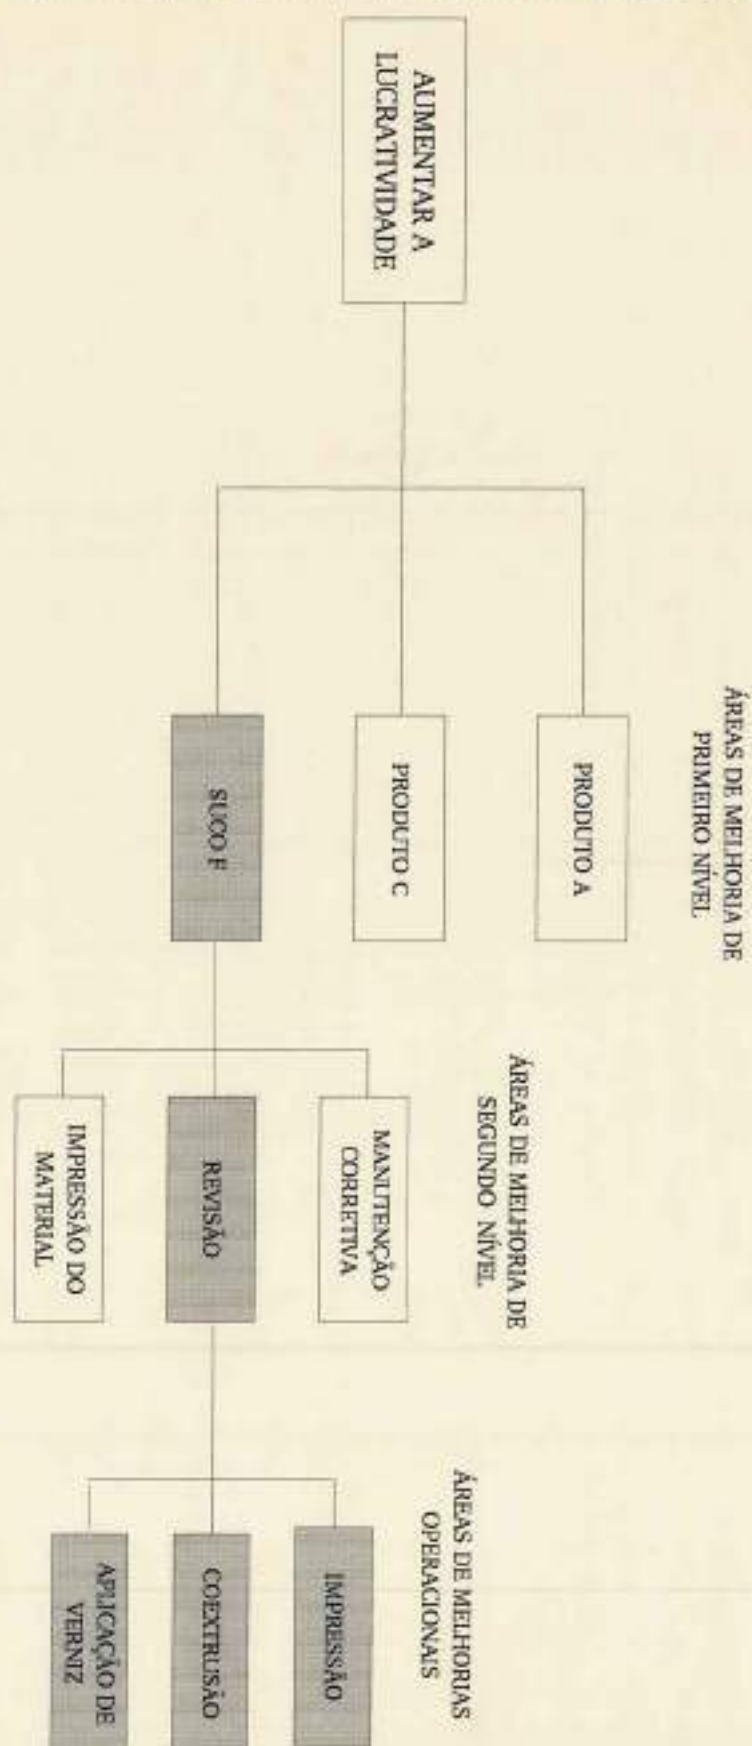 AUMENTAR A
LUCRATIVIDADE
ÁREAS DE MELHORIA DE
PRIMEIRO NÍVEL
PRODUTO A
PRODUTO C
SUCO F
ÁREAS DE MELHORIA DE
SEGUNDO NÍVEL
MANUTENÇÃO
CORRETIVA
REVISÃO
IMPRESSÃO DO
MATERIAL
ÁREAS DE MELHORIAS
OPERACIONAIS
IMPRESSÃO
COEXTRUSÃO
APLICAÇÃO DE
VERNIZ